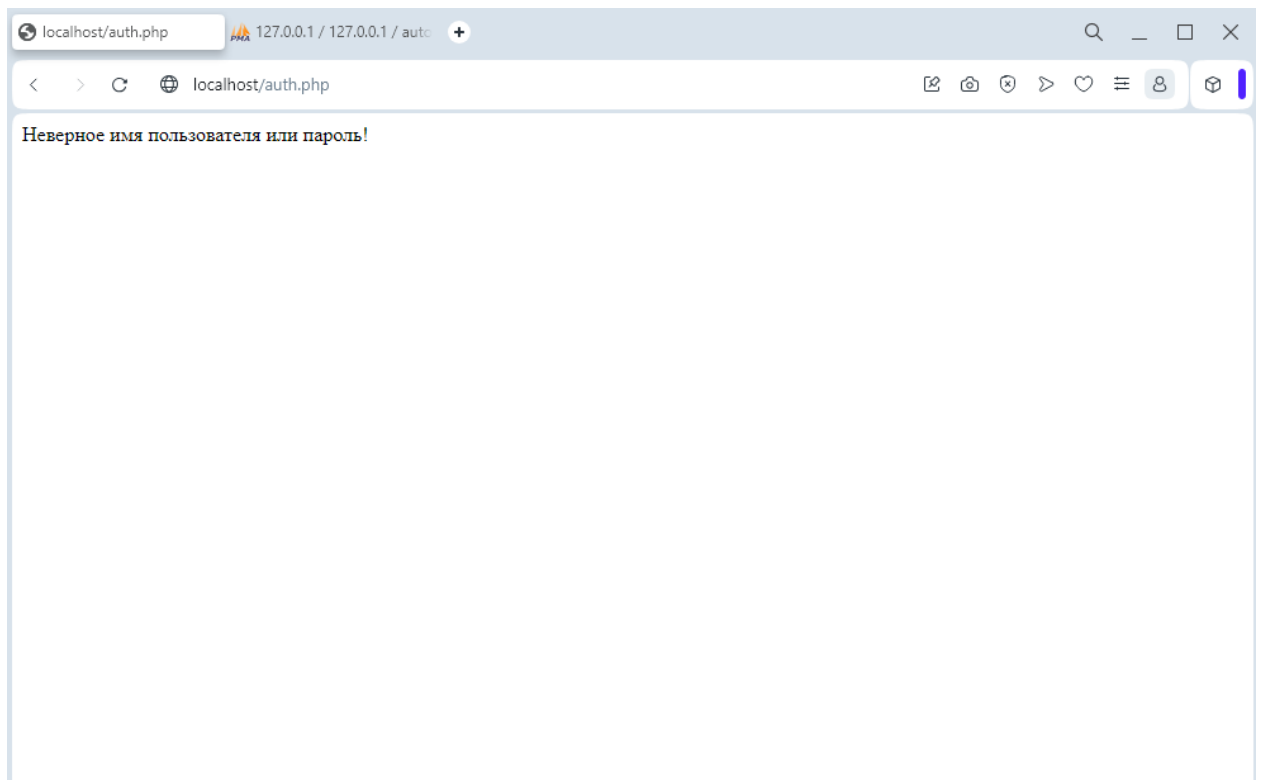 localhost/auth.php
PMA 127.0.0.1 / 127.0.0.1 / auto
localhost/auth.php
Неверное имя пользователя или пароль!